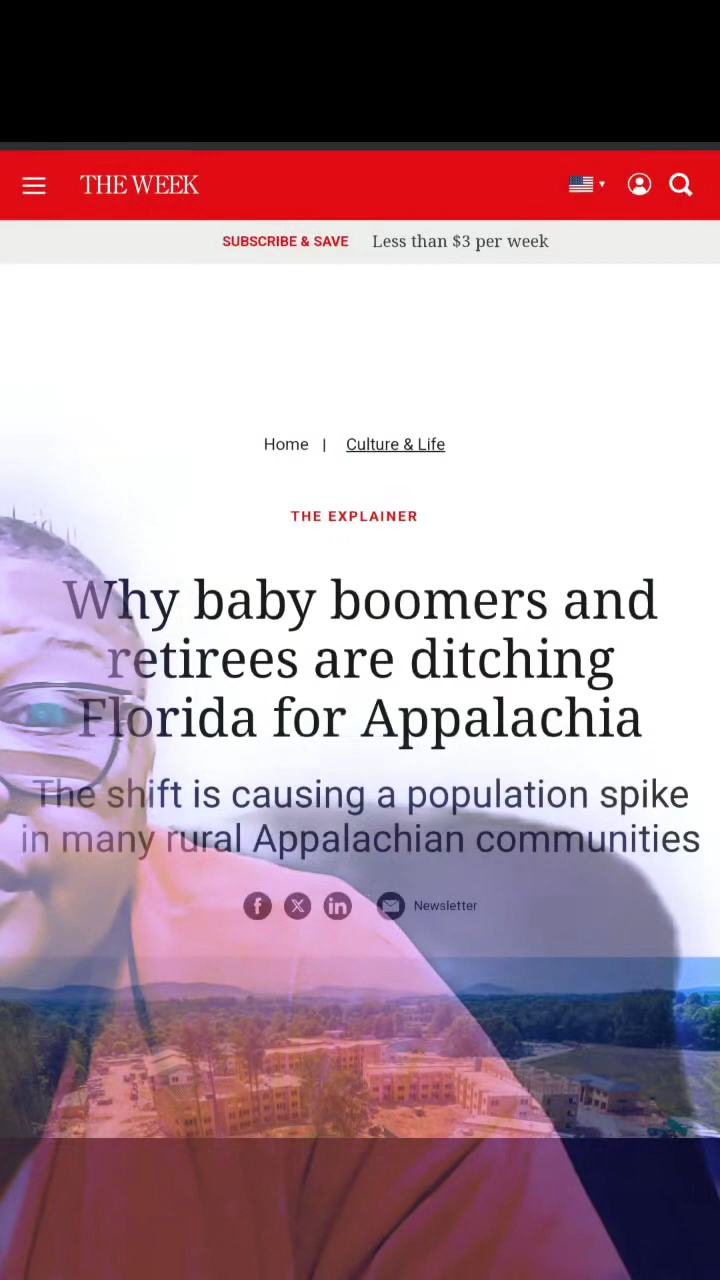 THE WEEK
SUBSCRIBE & SAVE Less than $3 per week
Home | Culture & Life
THE EXPLAINER
Why baby boomers and
retirees are ditching
Florida for Appalachia
The shift is causing a population spike
in many rural Appalachian communities
Newsletter